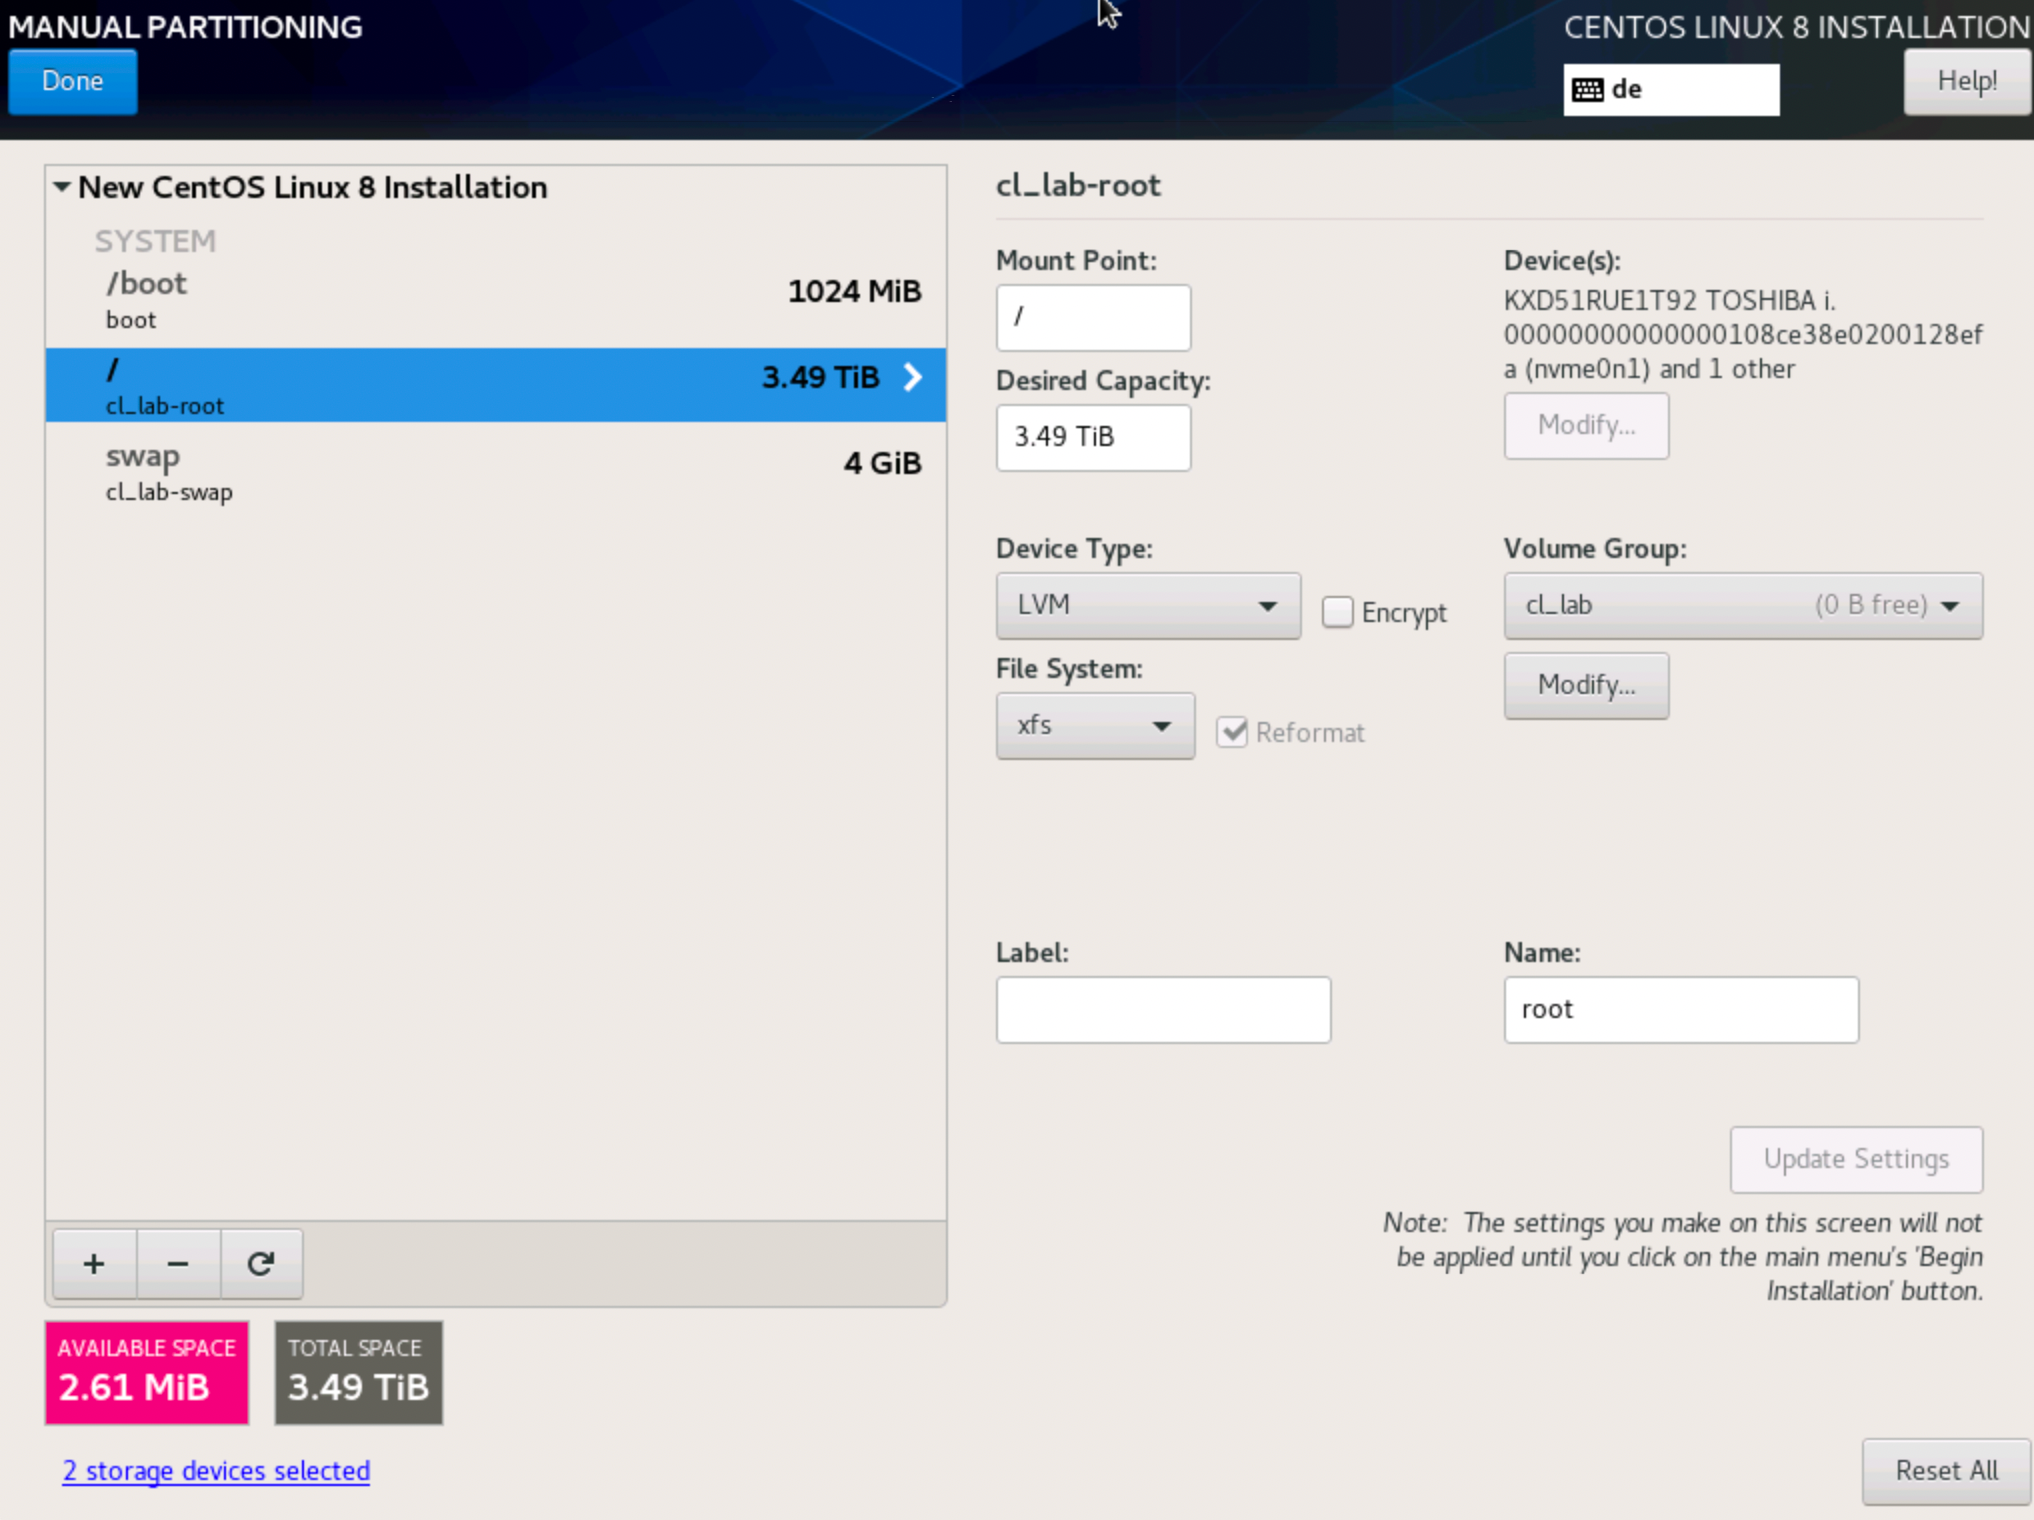 MANUAL PARTITIONING
CENTOS LINUX 8 INSTALLATION
Done
de
Help!
New CentOS Linux 8 Installation
SYSTEM
/boot
1024 MiB
boot
/
3.49 TiB
cl_lab-root
swap
4 GiB
cl_lab-swap
+ −
AVAILABLE SPACE
2.61 MiB
TOTAL SPACE
3.49 TiB
2 storage devices selected
cl_lab-root
Mount Point:
/
Desired Capacity:
3.49 TiB
Device(s):
KXD51RUE1T92 TOSHIBA i.
00000000000000108ce38e0200128ef
a (nvme0n1) and 1 other
Modify...
Device Type:
LVM
Encrypt
Volume Group:
cl_lab (0 B free)
Modify...
File System:
xfs
Reformat
Label:
Name:
root
Update Settings
Note: The settings you make on this screen will not
be applied until you click on the main menu's 'Begin
Installation' button.
Reset All